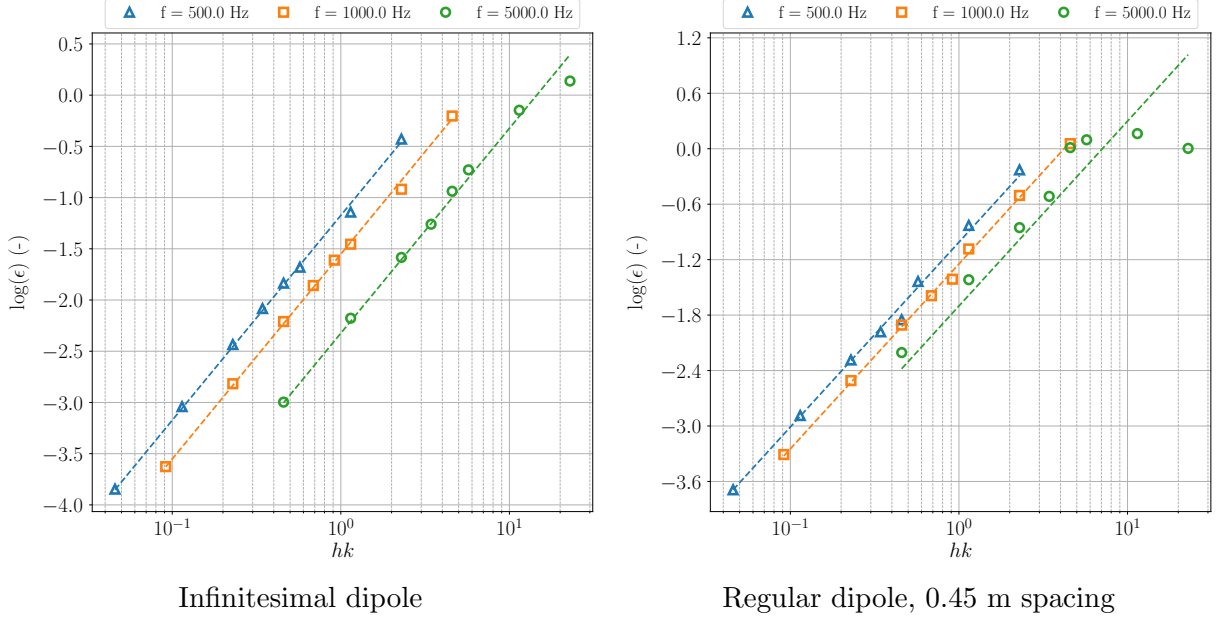 f = 500.0 Hz f = 1000.0 Hz f = 5000.0 Hz
0.5
0.0
−0.5
−1.0
−1.5
−2.0
−2.5
−3.0
−3.5
−4.0
log(ϵ) (-)
10⁻¹ 10⁰ 10¹
hk
Infinitesimal dipole
f = 500.0 Hz f = 1000.0 Hz f = 5000.0 Hz
1.2
0.6
0.0
−0.6
−1.2
−1.8
−2.4
−3.0
−3.6
log(ϵ) (-)
10⁻¹ 10⁰ 10¹
hk
Regular dipole, 0.45 m spacing